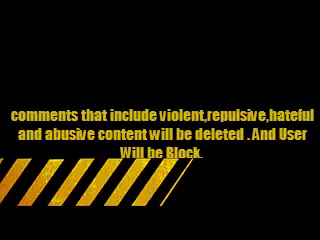 comments that include violent,repulsive,hateful
and abusive content will be deleted . And User
Will be Block.